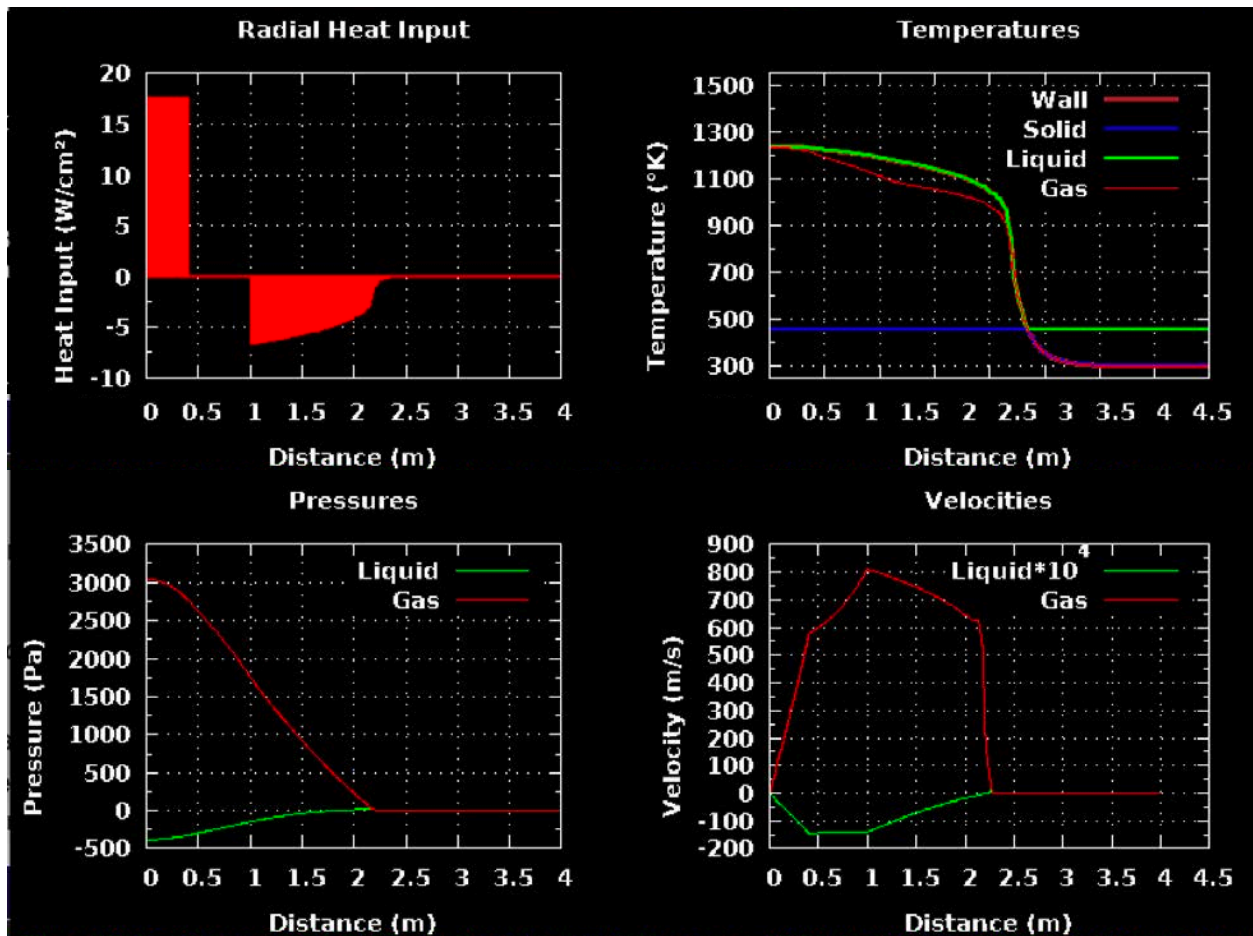 Radial Heat Input
Heat Input (W/cm²)
20
15
10
5
0
-5
-10
0 0.5 1 1.5 2 2.5 3 3.5 4
Distance (m)
Temperatures
Temperature (°K)
1500
1300
1100
900
700
500
300
Wall
Solid
Liquid
Gas
0 0.5 1 1.5 2 2.5 3 3.5 4 4.5
Distance (m)
Pressures
Pressure (Pa)
3500
3000
2500
2000
1500
1000
500
0
-500
Liquid
Gas
0 0.5 1 1.5 2 2.5 3 3.5 4
Distance (m)
Velocities
Velocity (m/s)
900
800
700
600
500
400
300
200
100
0
-100
-200
Liquid*10⁴
Gas
0 0.5 1 1.5 2 2.5 3 3.5 4 4.5
Distance (m)